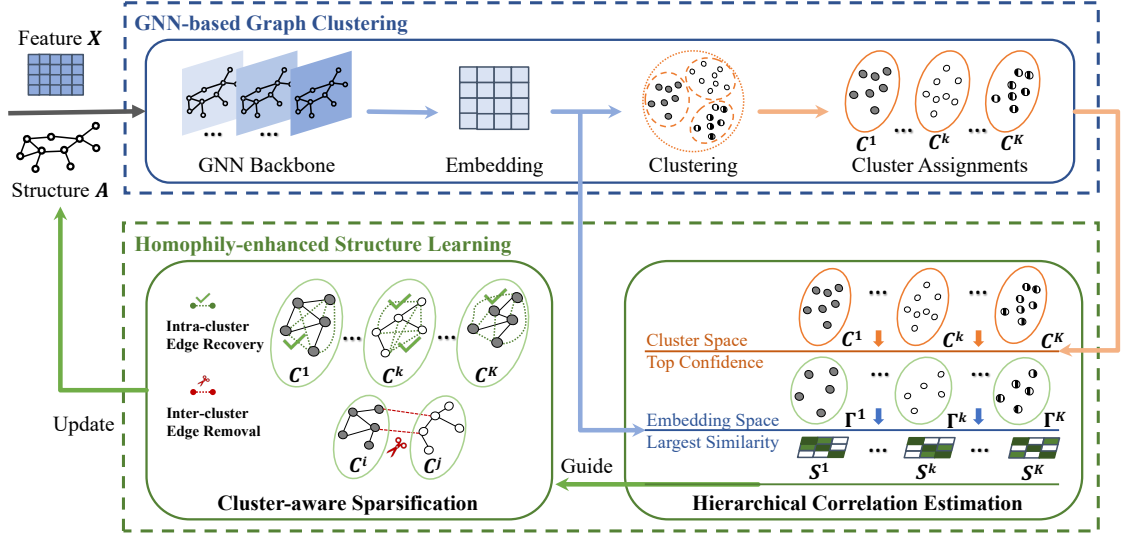 GNN-based Graph Clustering
Feature X
Structure A
GNN Backbone
Embedding
Clustering
C¹ ... Cᵏ ... Cᴷ
Cluster Assignments
Homophily-enhanced Structure Learning
Intra-cluster
Edge Recovery
C¹ ... Cᵏ ... Cᴷ
Inter-cluster
Edge Removal
Cⁱ Cʲ
Cluster-aware Sparsification
Update
Guide
C¹ ... Cᵏ ... Cᴷ
Cluster Space
Top Confidence
Γ¹ ... Γᵏ ... Γᴷ
Embedding Space
Largest Similarity
S¹ ... Sᵏ ... Sᴷ
Hierarchical Correlation Estimation